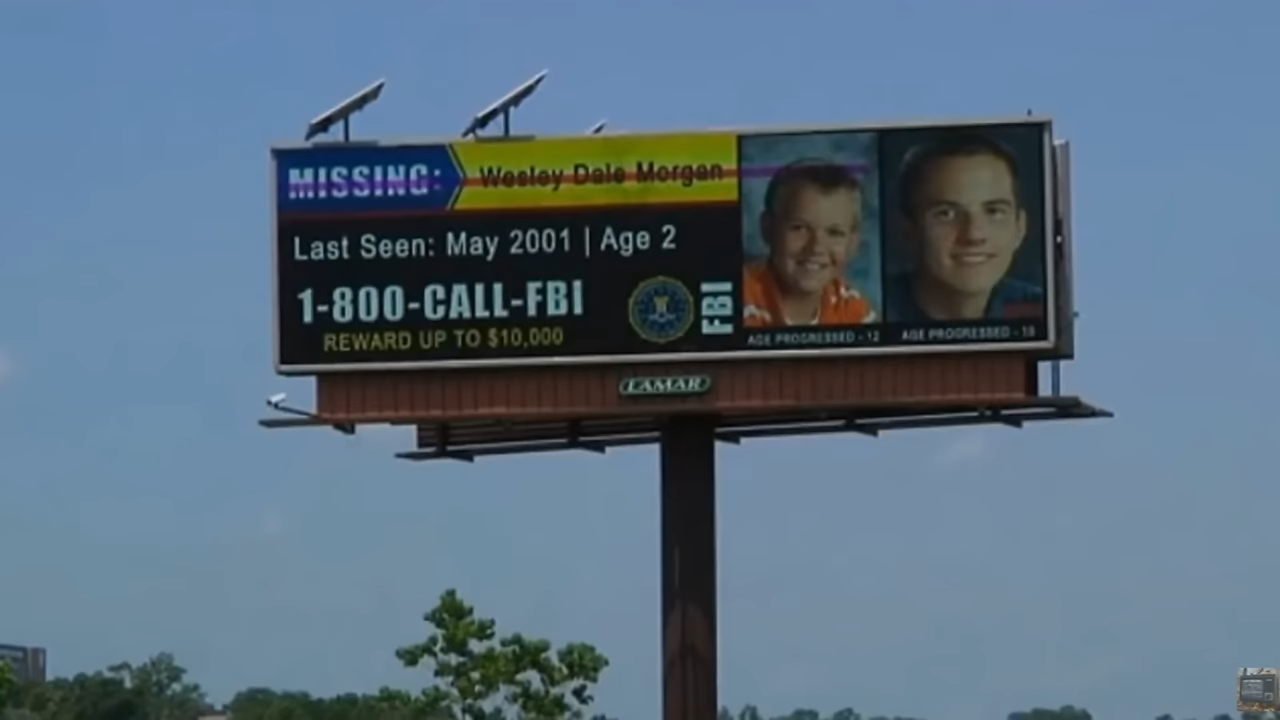 MISSING:
Wesley Dale Morgan
Last Seen: May 2001 | Age 2
1-800-CALL-FBI
REWARD UP TO $10,000
FBI
AGE PROGRESSED - 12
AGE PROGRESSED - 18
LAMAR